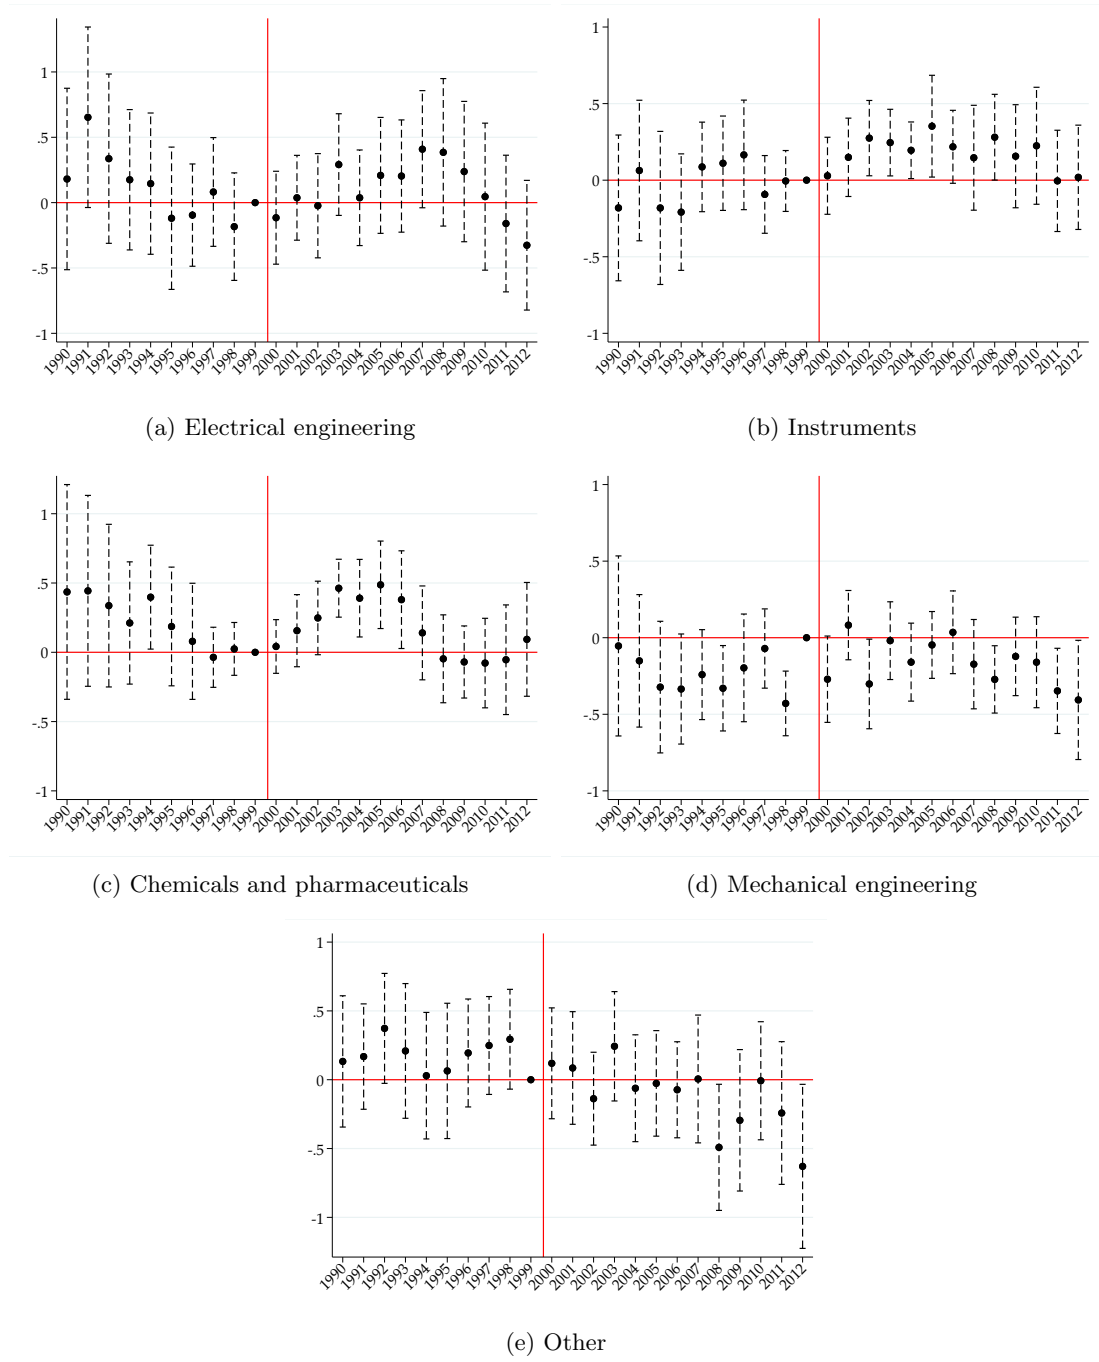 1
.5
0
-.5
-1
1990 1991 1992 1993 1994 1995 1996 1997 1998 1999 2000 2001 2002 2003 2004 2005 2006 2007 2008 2009 2010 2011 2012
(a) Electrical engineering
1
.5
0
-.5
-1
1990 1991 1992 1993 1994 1995 1996 1997 1998 1999 2000 2001 2002 2003 2004 2005 2006 2007 2008 2009 2010 2011 2012
(b) Instruments
1
.5
0
-.5
-1
1990 1991 1992 1993 1994 1995 1996 1997 1998 1999 2000 2001 2002 2003 2004 2005 2006 2007 2008 2009 2010 2011 2012
(c) Chemicals and pharmaceuticals
1
.5
0
-.5
-1
1990 1991 1992 1993 1994 1995 1996 1997 1998 1999 2000 2001 2002 2003 2004 2005 2006 2007 2008 2009 2010 2011 2012
(d) Mechanical engineering
1
.5
0
-.5
-1
1990 1991 1992 1993 1994 1995 1996 1997 1998 1999 2000 2001 2002 2003 2004 2005 2006 2007 2008 2009 2010 2011 2012
(e) Other